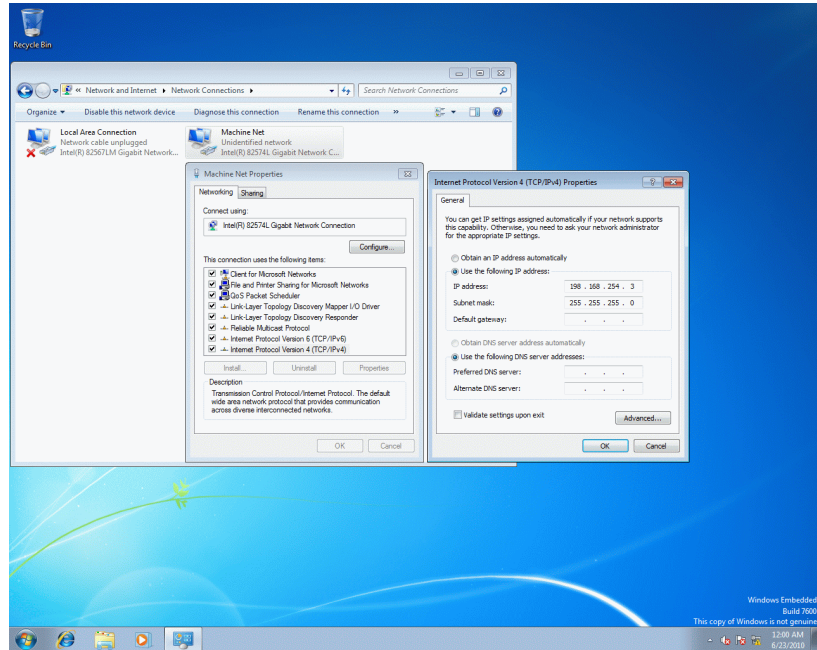 Recycle Bin
« Network and Internet Network Connections
Search Network Connections
Organize Disable this network device Diagnose this connection Rename this connection »
Local Area Connection
Network cable unplugged
Intel(R) 82567LM Gigabit Network...
Machine Net
Unidentified network
Intel(R) 82574L Gigabit Network C...
Machine Net Properties
Networking Sharing
Connect using:
Intel(R) 82574L Gigabit Network Connection
Configure...
This connection uses the following items:
Client for Microsoft Networks
File and Printer Sharing for Microsoft Networks
QoS Packet Scheduler
Link-Layer Topology Discovery Mapper I/O Driver
Link-Layer Topology Discovery Responder
Reliable Multicast Protocol
Internet Protocol Version 6 (TCP/IPv6)
Internet Protocol Version 4 (TCP/IPv4)
Install... Uninstall Properties
Description
Transmission Control Protocol/Internet Protocol. The default
wide area network protocol that provides communication
across diverse interconnected networks.
OK Cancel
Internet Protocol Version 4 (TCP/IPv4) Properties
General
You can get IP settings assigned automatically if your network supports
this capability. Otherwise, you need to ask your network administrator
for the appropriate IP settings.
Obtain an IP address automatically
Use the following IP address:
IP address: 198 . 168 . 254 . 3
Subnet mask: 255 . 255 . 255 . 0
Default gateway: . . .
Obtain DNS server address automatically
Use the following DNS server addresses:
Preferred DNS server: . . .
Alternate DNS server: . . .
Validate settings upon exit
Advanced...
OK Cancel
Windows Embedded
Build 7600
This copy of Windows is not genuine
12:00 AM
6/23/2010